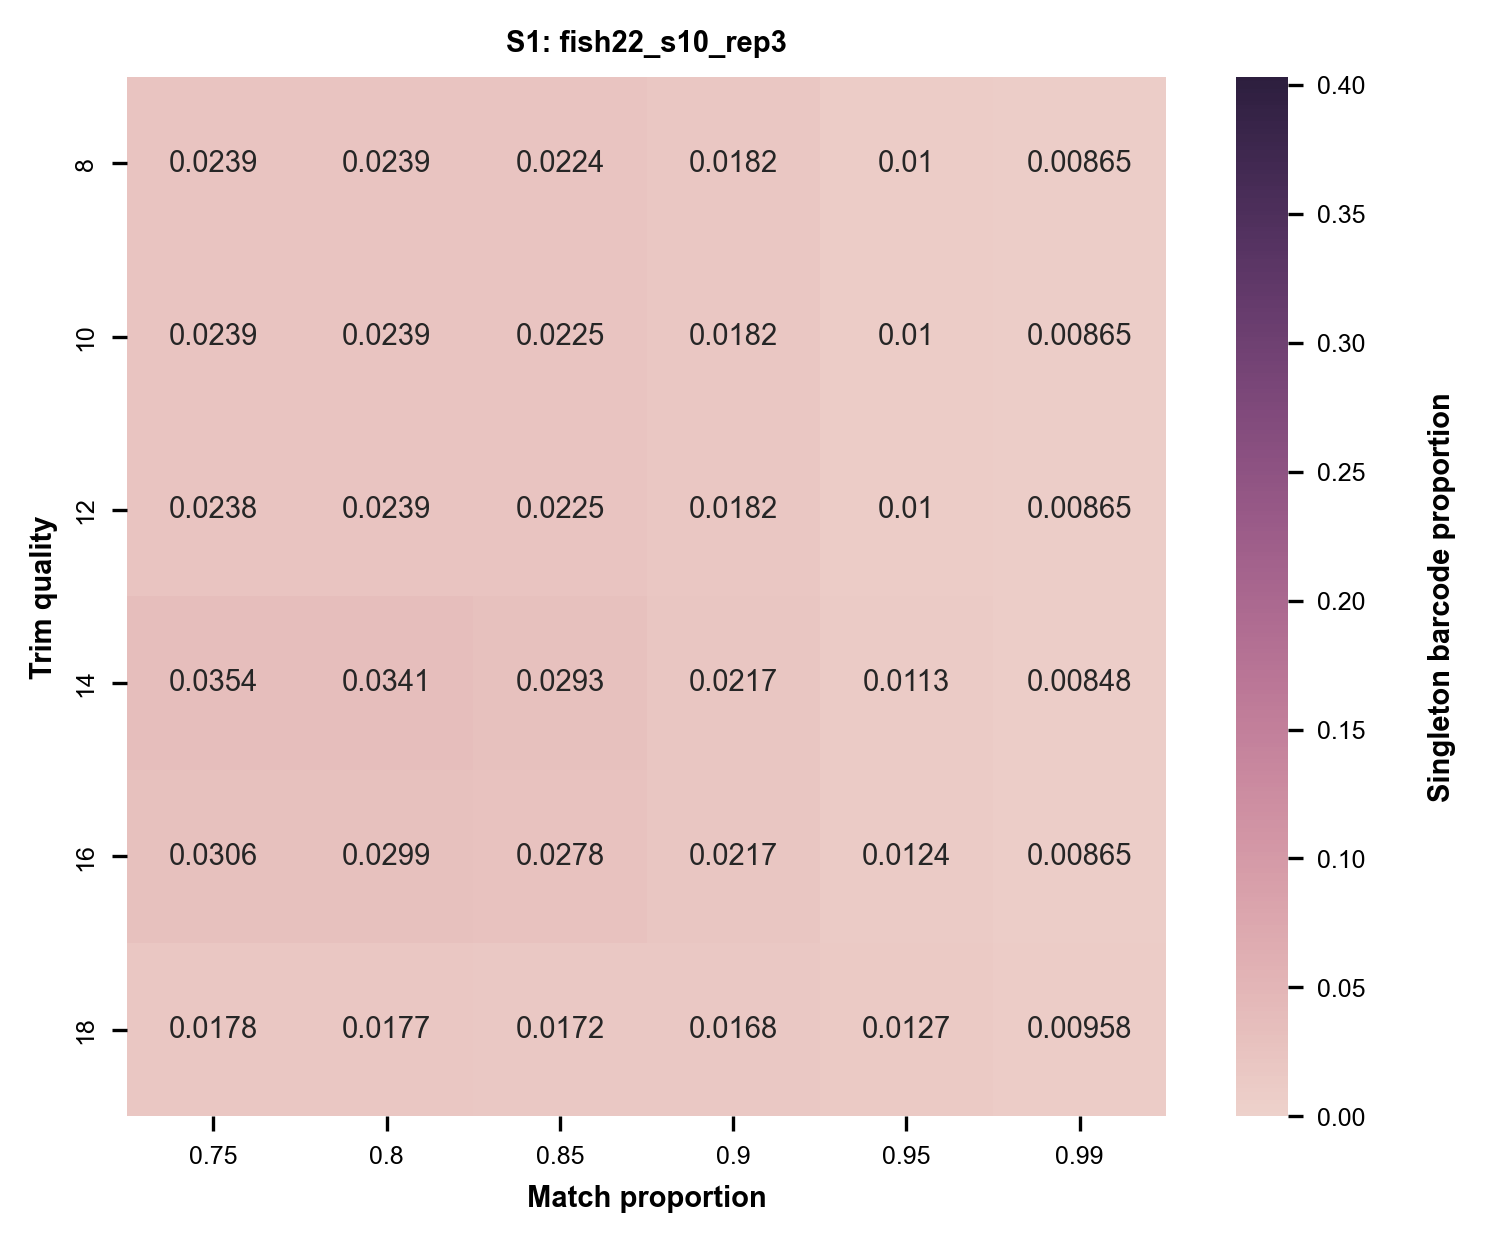 S1: fish22_s10_rep3
Trim quality
8 0.0239 0.0239 0.0224 0.0182 0.01 0.00865
10 0.0239 0.0239 0.0225 0.0182 0.01 0.00865
12 0.0238 0.0239 0.0225 0.0182 0.01 0.00865
14 0.0354 0.0341 0.0293 0.0217 0.0113 0.00848
16 0.0306 0.0299 0.0278 0.0217 0.0124 0.00865
18 0.0178 0.0177 0.0172 0.0168 0.0127 0.00958
0.75 0.8 0.85 0.9 0.95 0.99
Match proportion
0.40
0.35
0.30
0.25
0.20
0.15
0.10
0.05
0.00
Singleton barcode proportion